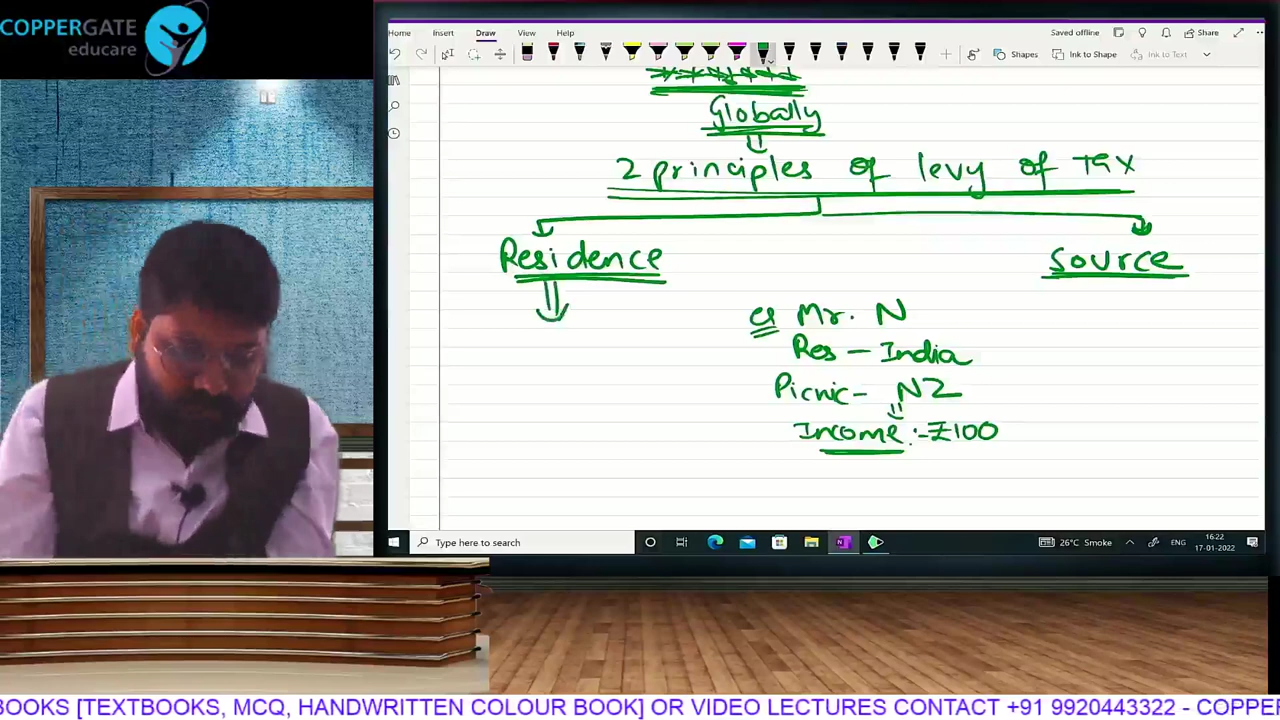 COPPERGATE
educare
Home Insert Draw View Help
Saved offline
Share
Shapes
Ink to Shape
Ink to Text
Globally
2 principles of levy of Tax
Residence
Source
eg Mr. N
Res - India
Picnic - NZ
Income :- ₹100
Type here to search
26°C Smoke
ENG
16:22
17-01-2022
BOOKS [TEXTBOOKS, MCQ, HANDWRITTEN COLOUR BOOK] OR VIDEO LECTURES CONTACT +91 9920443322 - COPPER